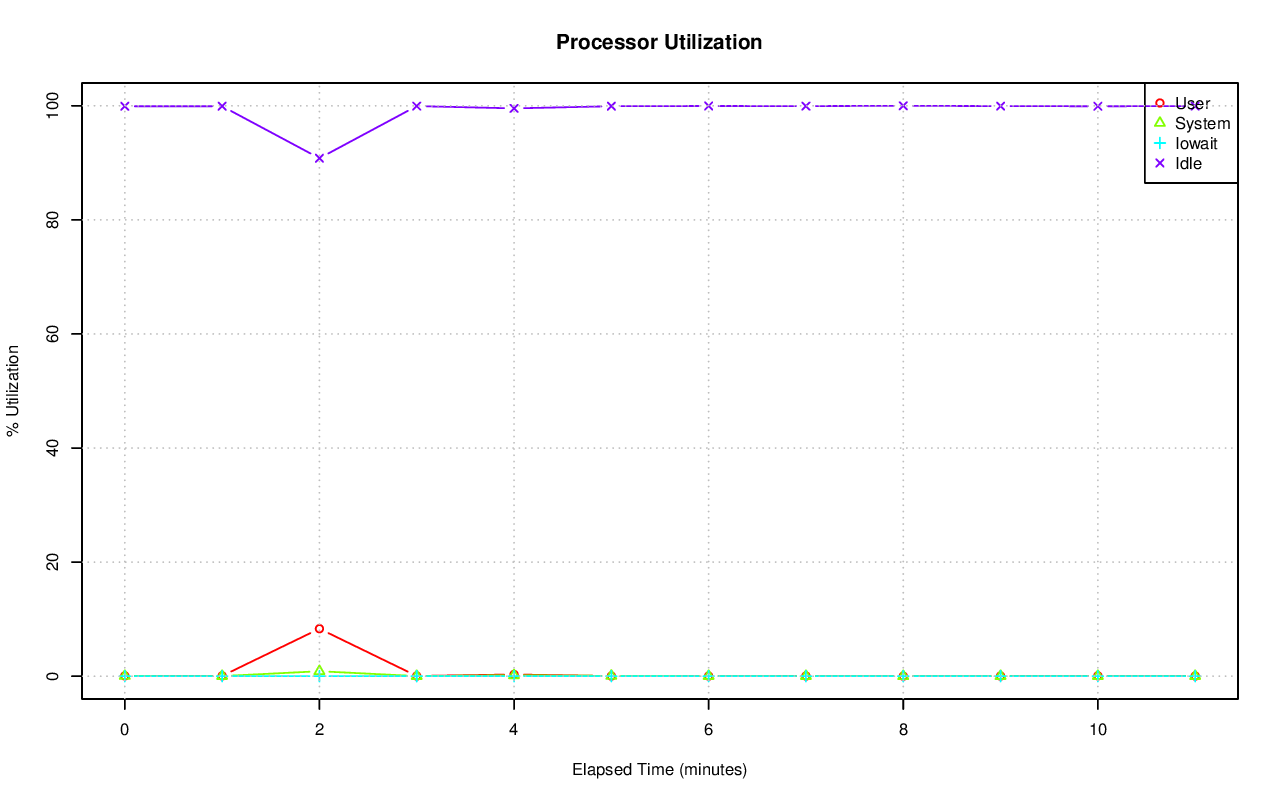 Processor Utilization
% Utilization
100
80
60
40
20
0
User
System
Iowait
Idle
0 2 4 6 8 10
Elapsed Time (minutes)